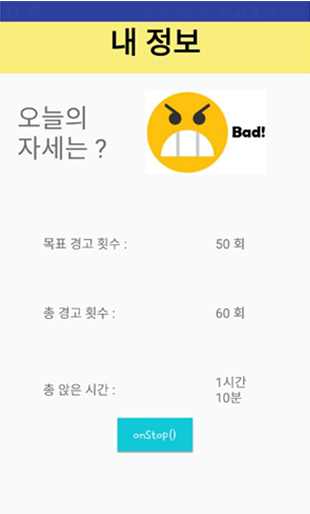 내 정보
오늘의
자세는 ?
Bad!
목표 경고 횟수 :
50 회
총 경고 횟수 :
60 회
총 앉은 시간 :
1시간
10분
onStop()